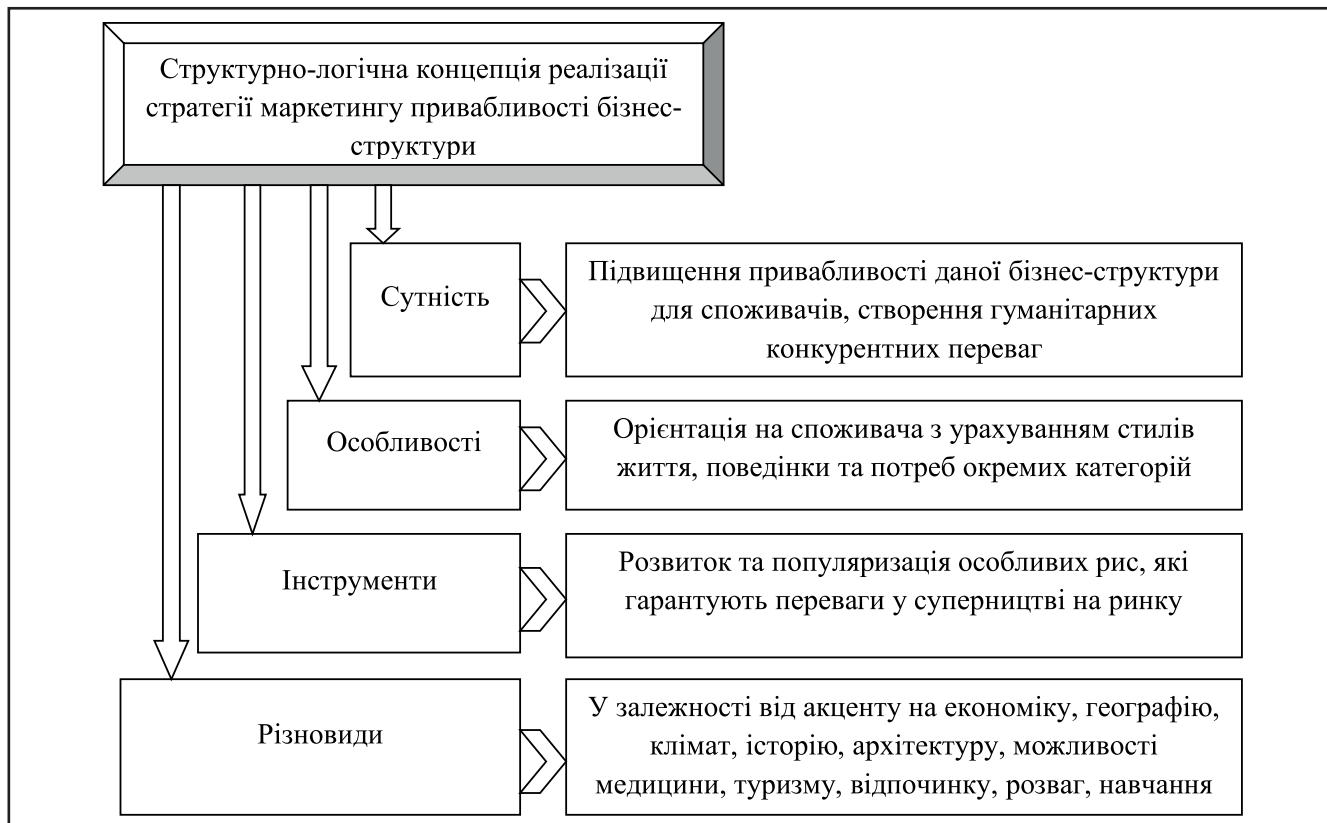 Структурно-логічна концепція реалізації
стратегії маркетингу привабливості бізнес-
структури
Сутність
Підвищення привабливості даної бізнес-структури
для споживачів, створення гуманітарних
конкурентних переваг
Особливості
Орієнтація на споживача з урахуванням стилів
життя, поведінки та потреб окремих категорій
Інструменти
Розвиток та популяризація особливих рис, які
гарантують переваги у суперництві на ринку
Різновиди
У залежності від акценту на економіку, географію,
клімат, історію, архітектуру, можливості
медицини, туризму, відпочинку, розваг, навчання